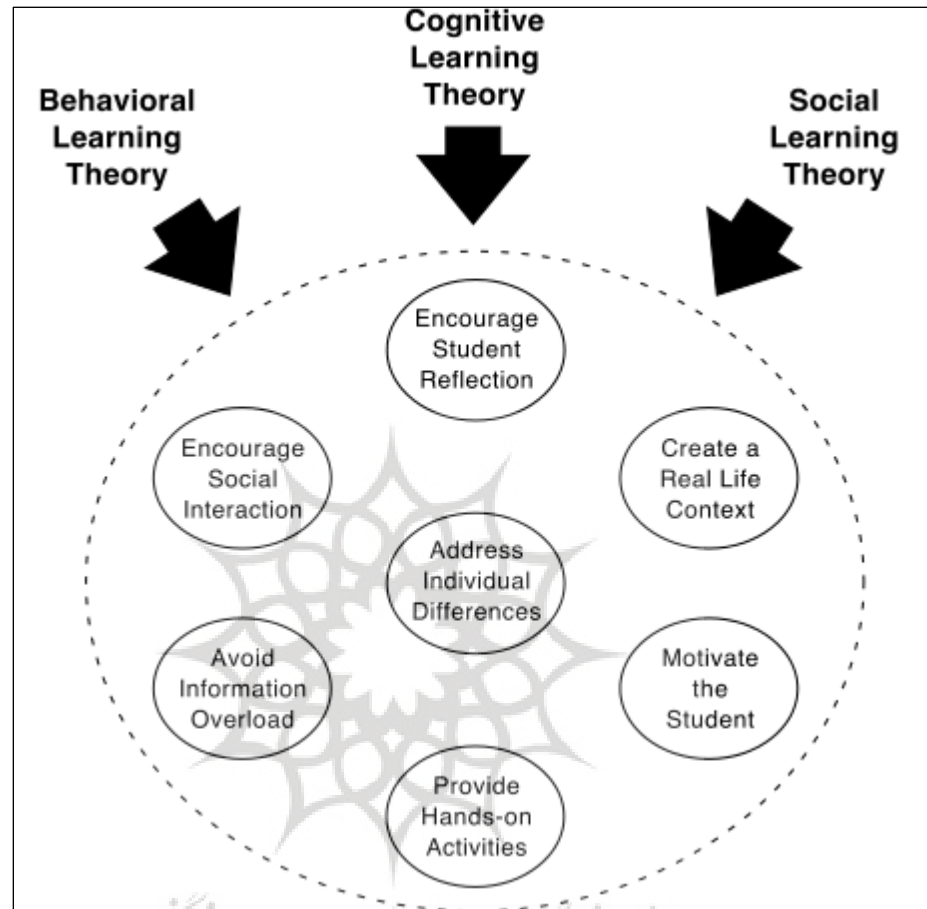 Cognitive
Learning
Theory
Behavioral
Learning
Theory
Social
Learning
Theory
Encourage
Student
Reflection
Encourage
Social
Interaction
Create a
Real Life
Context
Address
Individual
Differences
Avoid
Information
Overload
Motivate
the
Student
Provide
Hands-on
Activities